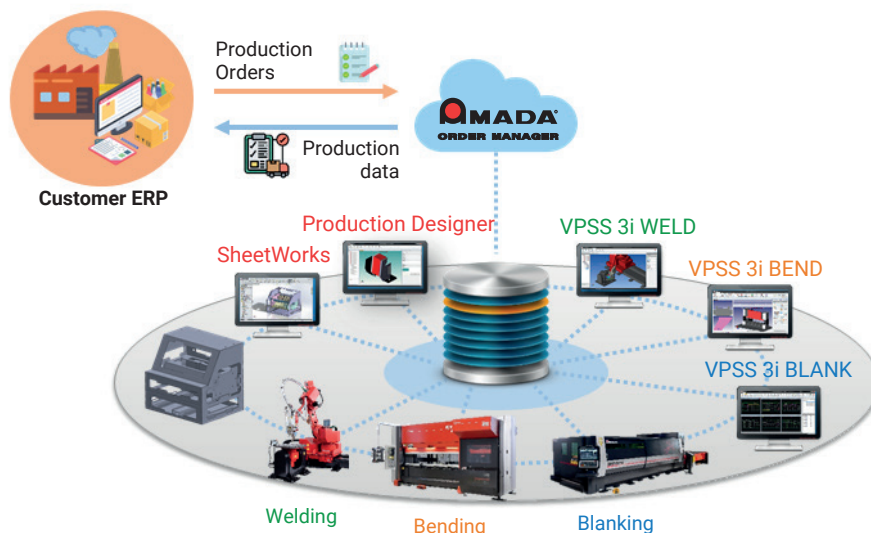 Production
Orders
AMADA®
ORDER MANAGER
Production
data
Customer ERP
Production Designer
VPSS 3i WELD
SheetWorks
VPSS 3i BEND
VPSS 3i BLANK
Welding
Bending
Blanking